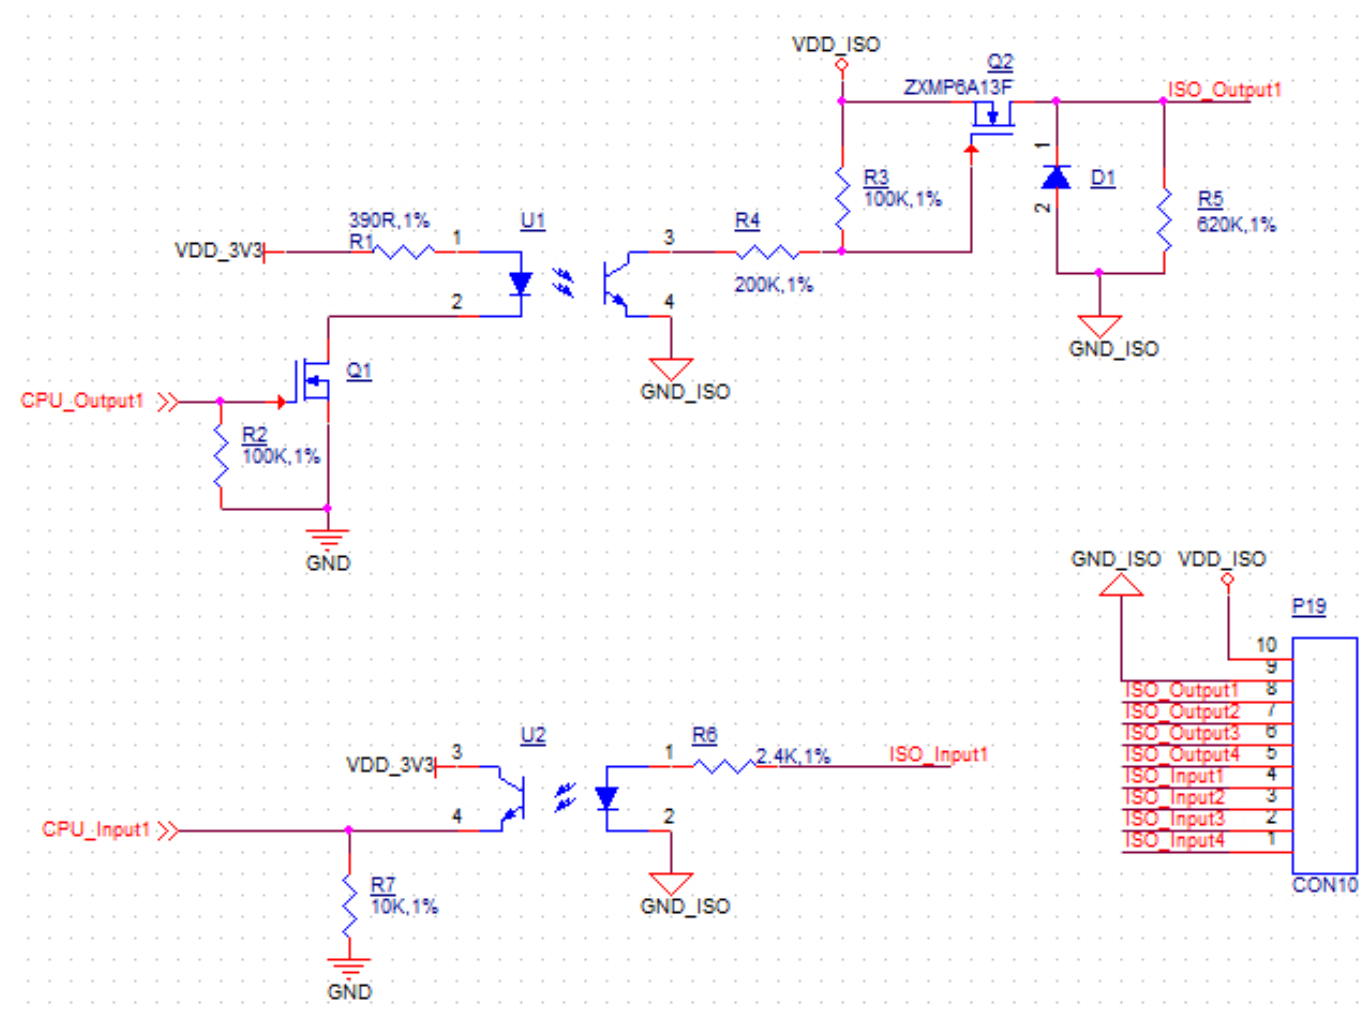 VDD_ISO
Q2
ZXMP6A13F
ISO_Output1
1
D1
2
R3
100K,1%
R5
620K,1%
390R,1%
R1
VDD_3V3
1
U1
3
R4
200K,1%
2
4
GND_ISO
GND_ISO
Q1
CPU_Output1
R2
100K,1%
GND
GND_ISO
VDD_ISO
P19
10
9
ISO_Output1 8
ISO_Output2 7
ISO_Output3 6
ISO_Output4 5
ISO_Input1 4
ISO_Input2 3
ISO_Input3 2
ISO_Input4 1
CON10
U2
VDD_3V3
3
1
R6
2.4K,1%
ISO_Input1
CPU_Input1
4
2
R7
10K,1%
GND_ISO
GND